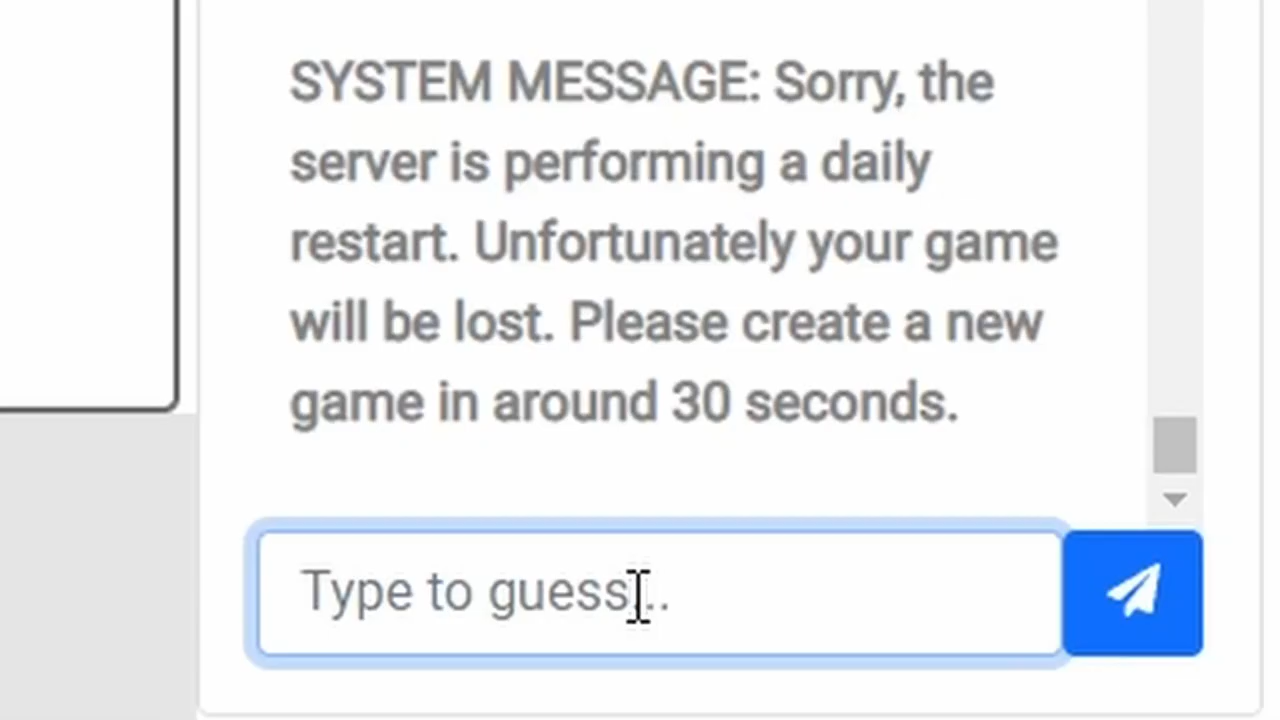 SYSTEM MESSAGE: Sorry, the
server is performing a daily
restart. Unfortunately your game
will be lost. Please create a new
game in around 30 seconds.
Type to guess...